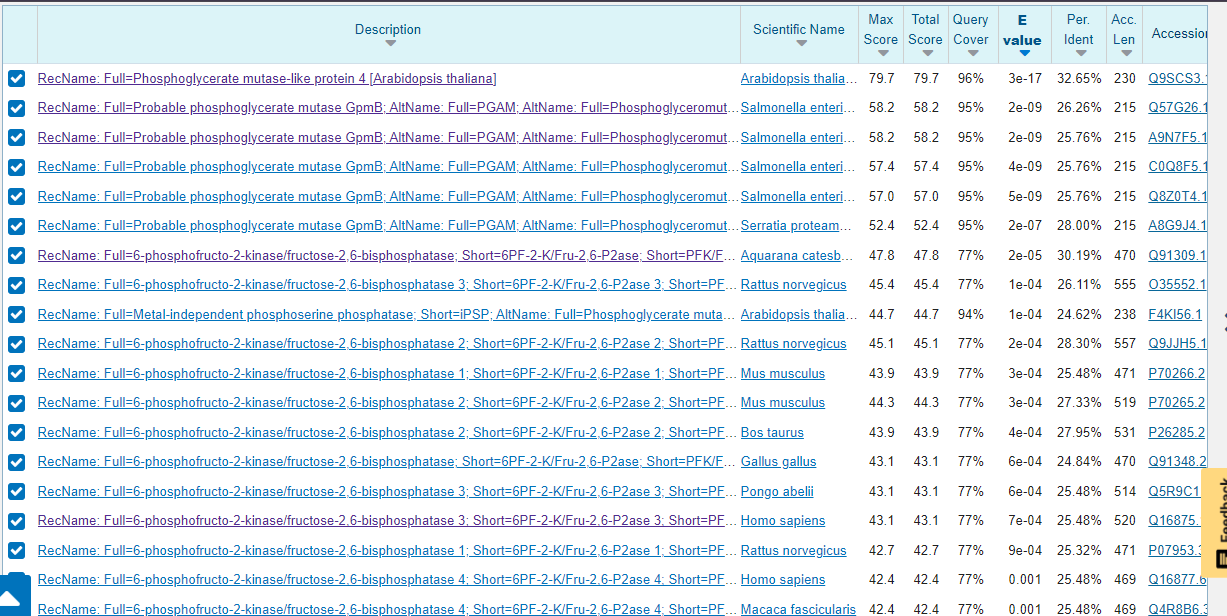 Description Scientific Name Max Score Total Score Query Cover E value Per. Ident Acc. Len Accession
RecName: Full=Phosphoglycerate mutase-like protein 4 [Arabidopsis thaliana] Arabidopsis thalia... 79.7 79.7 96% 3e-17 32.65% 230 Q9SCS3.
RecName: Full=Probable phosphoglycerate mutase GpmB; AltName: Full=PGAM; AltName: Full=Phosphoglyceromut... Salmonella enteri... 58.2 58.2 95% 2e-09 26.26% 215 Q57G26.1
RecName: Full=Probable phosphoglycerate mutase GpmB; AltName: Full=PGAM; AltName: Full=Phosphoglyceromut... Salmonella enteri... 58.2 58.2 95% 2e-09 25.76% 215 A9N7F5.1
RecName: Full=Probable phosphoglycerate mutase GpmB; AltName: Full=PGAM; AltName: Full=Phosphoglyceromut... Salmonella enteri... 57.4 57.4 95% 4e-09 25.76% 215 C0Q8F5.1
RecName: Full=Probable phosphoglycerate mutase GpmB; AltName: Full=PGAM; AltName: Full=Phosphoglyceromut... Salmonella enteri... 57.0 57.0 95% 5e-09 25.76% 215 Q8Z0T4.1
RecName: Full=Probable phosphoglycerate mutase GpmB; AltName: Full=PGAM; AltName: Full=Phosphoglyceromut... Serratia proteam... 52.4 52.4 95% 2e-07 28.00% 215 A8G9J4.1
RecName: Full=6-phosphofructo-2-kinase/fructose-2,6-bisphosphatase; Short=6PF-2-K/Fru-2,6-P2ase; Short=PFK/F... Aquarana catesb... 47.8 47.8 77% 2e-05 30.19% 470 Q91309.1
RecName: Full=6-phosphofructo-2-kinase/fructose-2,6-bisphosphatase 3; Short=6PF-2-K/Fru-2,6-P2ase 3; Short=PF... Rattus norvegicus 45.4 45.4 77% 1e-04 26.11% 555 O35552.1
RecName: Full=Metal-independent phosphoserine phosphatase; Short=iPSP; AltName: Full=Phosphoglycerate muta... Arabidopsis thalia... 44.7 44.7 94% 1e-04 24.62% 238 F4KI56.1
RecName: Full=6-phosphofructo-2-kinase/fructose-2,6-bisphosphatase 2; Short=6PF-2-K/Fru-2,6-P2ase 2; Short=PF... Rattus norvegicus 45.1 45.1 77% 2e-04 28.30% 557 Q9JJH5.1
RecName: Full=6-phosphofructo-2-kinase/fructose-2,6-bisphosphatase 1; Short=6PF-2-K/Fru-2,6-P2ase 1; Short=PF... Mus musculus 43.9 43.9 77% 3e-04 25.48% 471 P70266.2
RecName: Full=6-phosphofructo-2-kinase/fructose-2,6-bisphosphatase 2; Short=6PF-2-K/Fru-2,6-P2ase 2; Short=PF... Mus musculus 44.3 44.3 77% 3e-04 27.33% 519 P70265.2
RecName: Full=6-phosphofructo-2-kinase/fructose-2,6-bisphosphatase 2; Short=6PF-2-K/Fru-2,6-P2ase 2; Short=PF... Bos taurus 43.9 43.9 77% 4e-04 27.95% 531 P26285.2
RecName: Full=6-phosphofructo-2-kinase/fructose-2,6-bisphosphatase; Short=6PF-2-K/Fru-2,6-P2ase; Short=PFK/F... Gallus gallus 43.1 43.1 77% 6e-04 24.84% 470 Q91348.2
RecName: Full=6-phosphofructo-2-kinase/fructose-2,6-bisphosphatase 3; Short=6PF-2-K/Fru-2,6-P2ase 3; Short=PF... Pongo abelii 43.1 43.1 77% 6e-04 25.48% 514 Q5R9C1
RecName: Full=6-phosphofructo-2-kinase/fructose-2,6-bisphosphatase 3; Short=6PF-2-K/Fru-2,6-P2ase 3; Short=PF... Homo sapiens 43.1 43.1 77% 7e-04 25.48% 520 Q16875.
RecName: Full=6-phosphofructo-2-kinase/fructose-2,6-bisphosphatase 1; Short=6PF-2-K/Fru-2,6-P2ase 1; Short=PF... Rattus norvegicus 42.7 42.7 77% 9e-04 25.32% 471 P07953.3
RecName: Full=6-phosphofructo-2-kinase/fructose-2,6-bisphosphatase 4; Short=6PF-2-K/Fru-2,6-P2ase 4; Short=PF... Homo sapiens 42.4 42.4 77% 0.001 25.48% 469 Q16877.6
RecName: Full=6-phosphofructo-2-kinase/fructose-2,6-bisphosphatase 4; Short=6PF-2-K/Fru-2,6-P2ase 4; Short=PF... Macaca fascicularis 42.4 42.4 77% 0.001 25.48% 469 Q4R8B6.3
Feedback